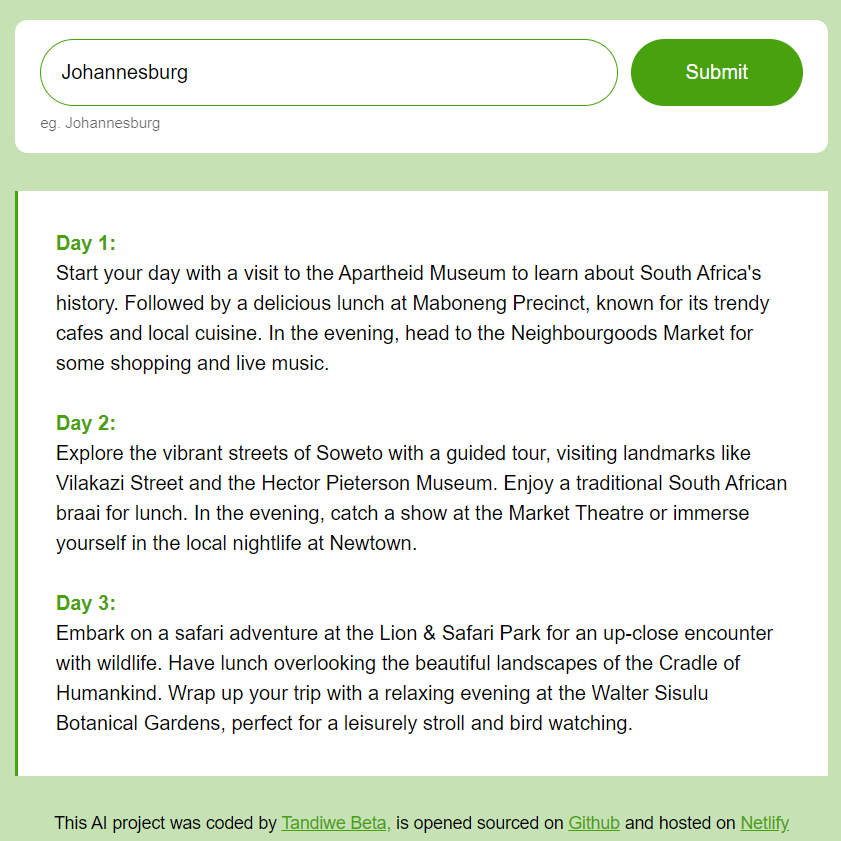 Johannesburg
Submit
eg. Johannesburg
Day 1:
Start your day with a visit to the Apartheid Museum to learn about South Africa's
history. Followed by a delicious lunch at Maboneng Precinct, known for its trendy
cafes and local cuisine. In the evening, head to the Neighbourgoods Market for
some shopping and live music.
Day 2:
Explore the vibrant streets of Soweto with a guided tour, visiting landmarks like
Vilakazi Street and the Hector Pieterson Museum. Enjoy a traditional South African
braai for lunch. In the evening, catch a show at the Market Theatre or immerse
yourself in the local nightlife at Newtown.
Day 3:
Embark on a safari adventure at the Lion & Safari Park for an up-close encounter
with wildlife. Have lunch overlooking the beautiful landscapes of the Cradle of
Humankind. Wrap up your trip with a relaxing evening at the Walter Sisulu
Botanical Gardens, perfect for a leisurely stroll and bird watching.
This AI project was coded by Tandiwe Beta, is opened sourced on Github and hosted on Netlify